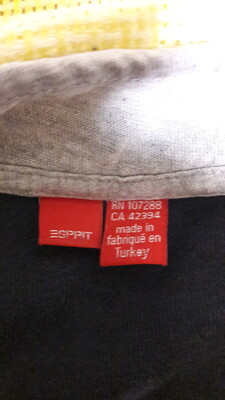 ESPRIT
RN 107288
CA 42394
made in
fabriqué en
Turkey